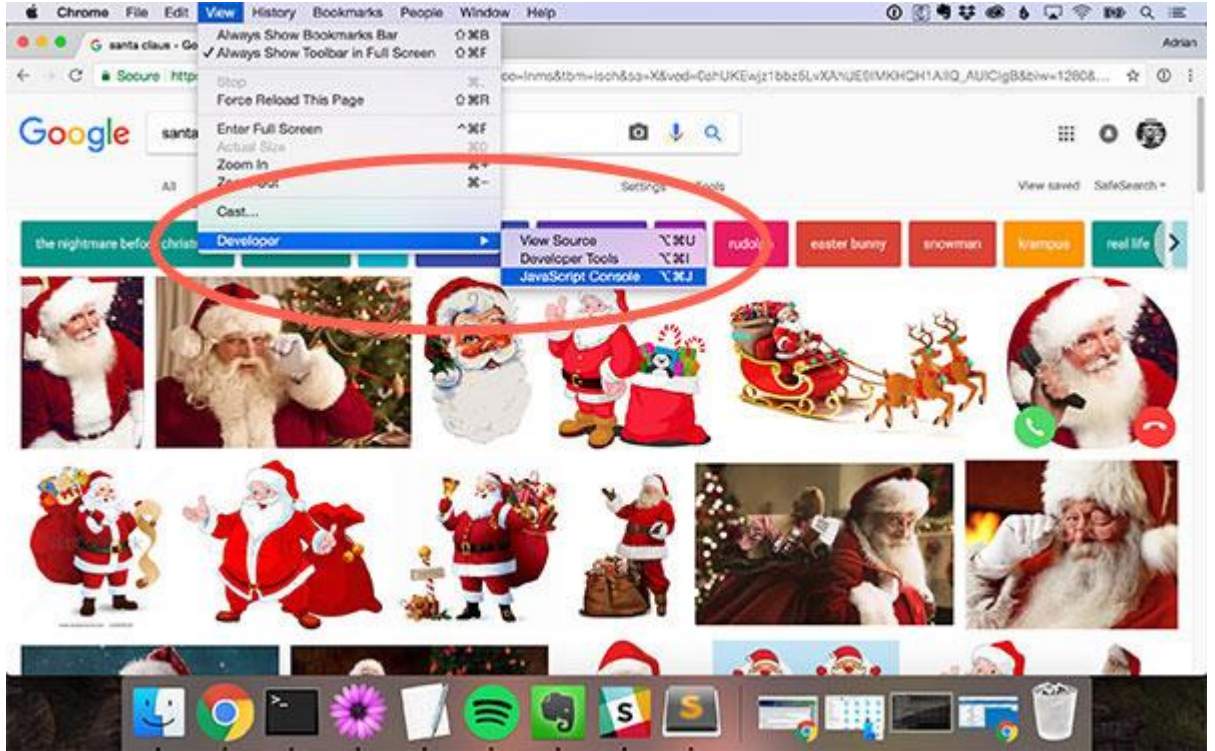 Chrome File Edit View History Bookmarks People Window Help
santa claus - Go
Adrian
Secure
Always Show Bookmarks Bar ⇧⌘B
✓ Always Show Toolbar in Full Screen ⇧⌘F
Stop ⌘.
Force Reload This Page ⇧⌘R
Enter Full Screen ^⌘F
Actual Size ⌘0
Zoom In ⌘+
Zoom Out ⌘−
Cast...
Developer ▶
View Source ⌥⌘U
Developer Tools ⌥⌘I
JavaScript Console ⌥⌘J
Google santa
All Settings Tools View saved SafeSearch
the nightmare before christ rudolph easter bunny snowman krampus real life
S
S